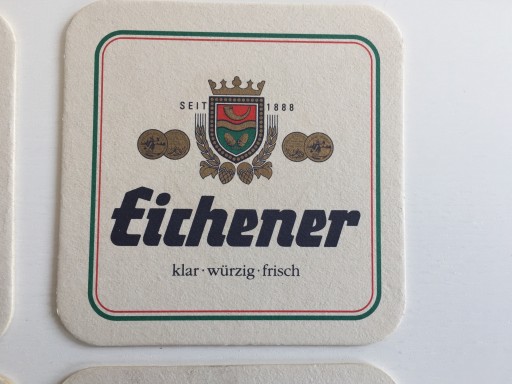 SEIT 1888
Eichener
klar · würzig · frisch